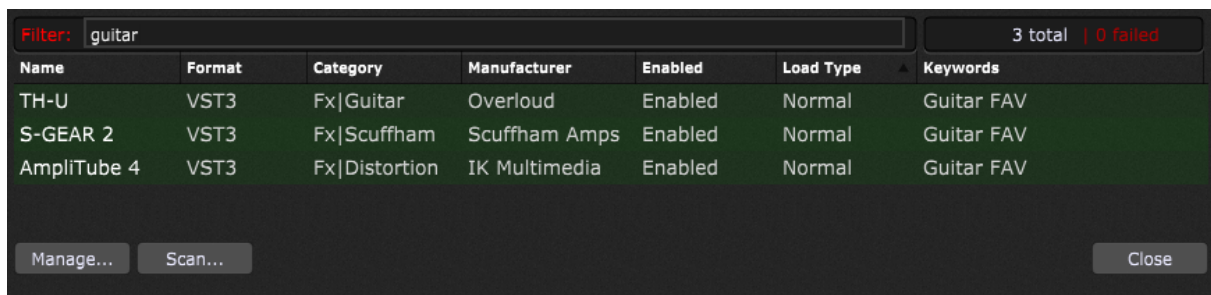 Filter: guitar 3 total | 0 failed
Name Format Category Manufacturer Enabled Load Type Keywords
TH-U VST3 Fx|Guitar Overloud Enabled Normal Guitar FAV
S-GEAR 2 VST3 Fx|Scuffham Scuffham Amps Enabled Normal Guitar FAV
AmpliTube 4 VST3 Fx|Distortion IK Multimedia Enabled Normal Guitar FAV
Manage... Scan... Close